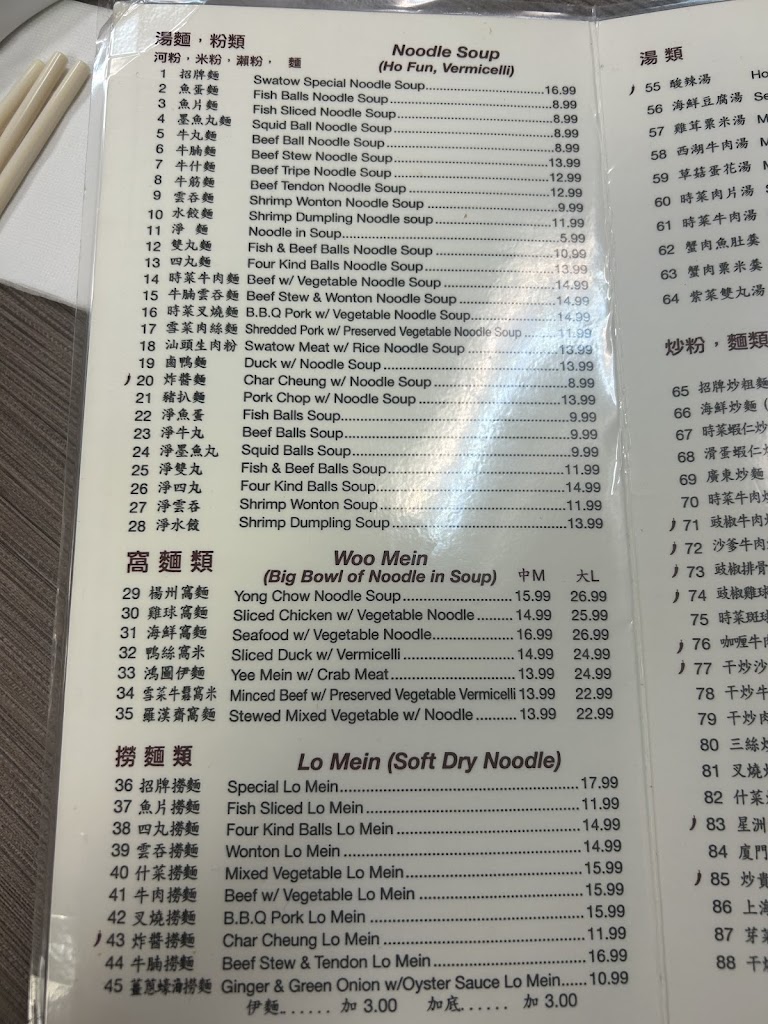 湯麵，粉類 Noodle Soup
河粉，米粉，瀨粉， 麵 (Ho Fun, Vermicelli)
1 招牌麵 Swatow Special Noodle Soup 16.99
2 魚蛋麵 Fish Balls Noodle Soup 8.99
3 魚片麵 Fish Sliced Noodle Soup 8.99
4 墨魚丸麵 Squid Ball Noodle Soup 8.99
5 牛丸麵 Beef Ball Noodle Soup 8.99
6 牛腩麵 Beef Stew Noodle Soup 13.99
7 牛什麵 Beef Tripe Noodle Soup 12.99
8 牛筋麵 Beef Tendon Noodle Soup 12.99
9 雲吞麵 Shrimp Wonton Noodle Soup 9.99
10 水餃麵 Shrimp Dumpling Noodle soup 11.99
11 淨 麵 Noodle in Soup 5.99
12 雙丸麵 Fish & Beef Balls Noodle Soup 10.99
13 四丸麵 Four Kind Balls Noodle Soup 13.99
14 時菜牛肉麵 Beef w/ Vegetable Noodle Soup 14.99
15 牛腩雲吞麵 Beef Stew & Wonton Noodle Soup 14.99
16 時菜叉燒麵 B.B.Q Pork w/ Vegetable Noodle Soup 14.99
17 雪菜肉絲麵 Shredded Pork w/ Preserved Vegetable Noodle Soup 11.99
18 汕頭生肉粉 Swatow Meat w/ Rice Noodle Soup 13.99
19 鹵鴨麵 Duck w/ Noodle Soup 13.99
20 炸醬麵 Char Cheung w/ Noodle Soup 8.99
21 豬扒麵 Pork Chop w/ Noodle Soup 13.99
22 淨魚蛋 Fish Balls Soup 9.99
23 淨牛丸 Beef Balls Soup 9.99
24 淨墨魚丸 Squid Balls Soup 9.99
25 淨雙丸 Fish & Beef Balls Soup 11.99
26 淨四丸 Four Kind Balls Soup 14.99
27 淨雲吞 Shrimp Wonton Soup 11.99
28 淨水餃 Shrimp Dumpling Soup 13.99
窩麵類 Woo Mein
(Big Bowl of Noodle in Soup) 中M 大L
29 揚州窩麵 Yong Chow Noodle Soup 15.99 26.99
30 雞球窩麵 Sliced Chicken w/ Vegetable Noodle 14.99 25.99
31 海鮮窩麵 Seafood w/ Vegetable Noodle 16.99 26.99
32 鴨絲窩米 Sliced Duck w/ Vermicelli 14.99 24.99
33 鴻圖伊麵 Yee Mein w/ Crab Meat 13.99 24.99
34 雪菜牛鬆窩米 Minced Beef w/ Preserved Vegetable Vermicelli 13.99 22.99
35 羅漢齋窩麵 Stewed Mixed Vegetable w/ Noodle 13.99 22.99
撈麵類 Lo Mein (Soft Dry Noodle)
36 招牌撈麵 Special Lo Mein 17.99
37 魚片撈麵 Fish Sliced Lo Mein 11.99
38 四丸撈麵 Four Kind Balls Lo Mein 14.99
39 雲吞撈麵 Wonton Lo Mein 14.99
40 什菜撈麵 Mixed Vegetable Lo Mein 15.99
41 牛肉撈麵 Beef w/ Vegetable Lo Mein 15.99
42 叉燒撈麵 B.B.Q Pork Lo Mein 15.99
43 炸醬撈麵 Char Cheung Lo Mein 11.99
44 牛腩撈麵 Beef Stew & Tendon Lo Mein 16.99
45 薑蔥蠔油撈麵 Ginger & Green Onion w/Oyster Sauce Lo Mein 10.99
伊麵...... 加 3.00 加底...... 加 3.00
湯類
55 酸辣湯 Ho
56 海鮮豆腐湯 Se
57 雞茸粟米湯 M
58 西湖牛肉湯 M
59 草菇蛋花湯 M
60 時菜肉片湯 S
61 時菜牛肉湯
62 蟹肉魚肚羹
63 蟹肉粟米羹
64 紫菜雙丸湯
炒粉，麵類
65 招牌炒粗麵
66 海鮮炒麵 (
67 時菜蝦仁炒
68 滑蛋蝦仁炒
69 廣東炒麵
70 時菜牛肉炒
71 豉椒牛肉炒
72 沙爹牛肉
73 豉椒排骨
74 豉椒雞球
75 時菜斑球
76 咖喱牛肉
77 干炒沙
78 干炒牛
79 干炒肉
80 三絲炒
81 叉燒炒
82 什菜
83 星洲
84 廈門
85 炒貴
86 上海
87 芽菜
88 干